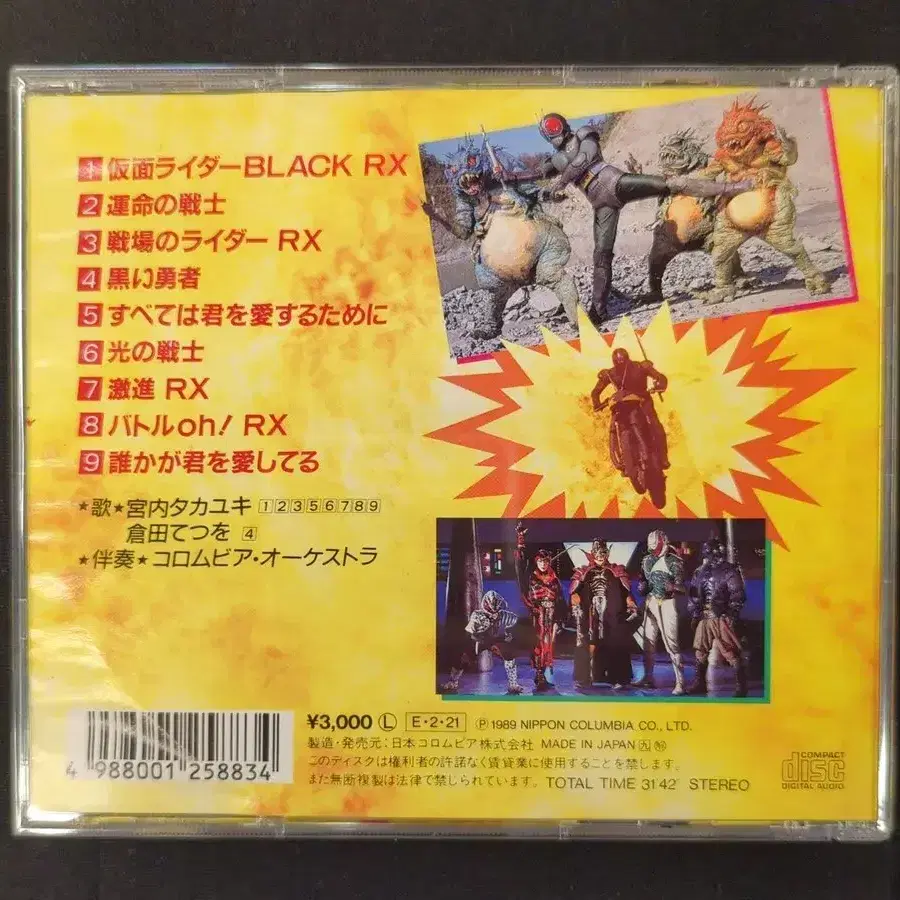 1 仮面ライダーBLACK RX
2 運命の戦士
3 戦場のライダー RX
4 黒い勇者
5 すべては君を愛するために
6 光の戦士
7 激進 RX
8 バトルoh! RX
9 誰かが君を愛してる
★歌★宮内タカユキ 1 2 3 5 6 7 8 9
倉田てつを 4
★伴奏★コロムビア・オーケストラ
4 988001 258834
¥3,000 Ⓛ E・2・21 Ⓟ1989 NIPPON COLUMBIA CO., LTD.
製造・発売元:日本コロムビア株式会社 MADE IN JAPAN
このディスクは権利者の許諾なく賃貸業に使用することを禁じます。
また無断複製は法律で禁じられています。 TOTAL TIME 31'42" STEREO
COMPACT
disc
DIGITAL AUDIO